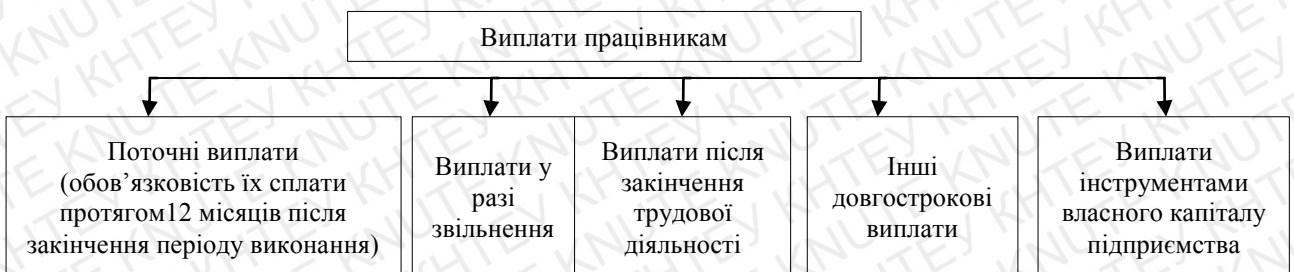 Виплати працівникам
Поточні виплати
(обов’язковість їх сплати
протягом12 місяців після
закінчення періоду виконання)
Виплати у
разі
звільнення
Виплати після
закінчення
трудової
діяльності
Інші
довгострокові
виплати
Виплати
інструментами
власного капіталу
підприємства